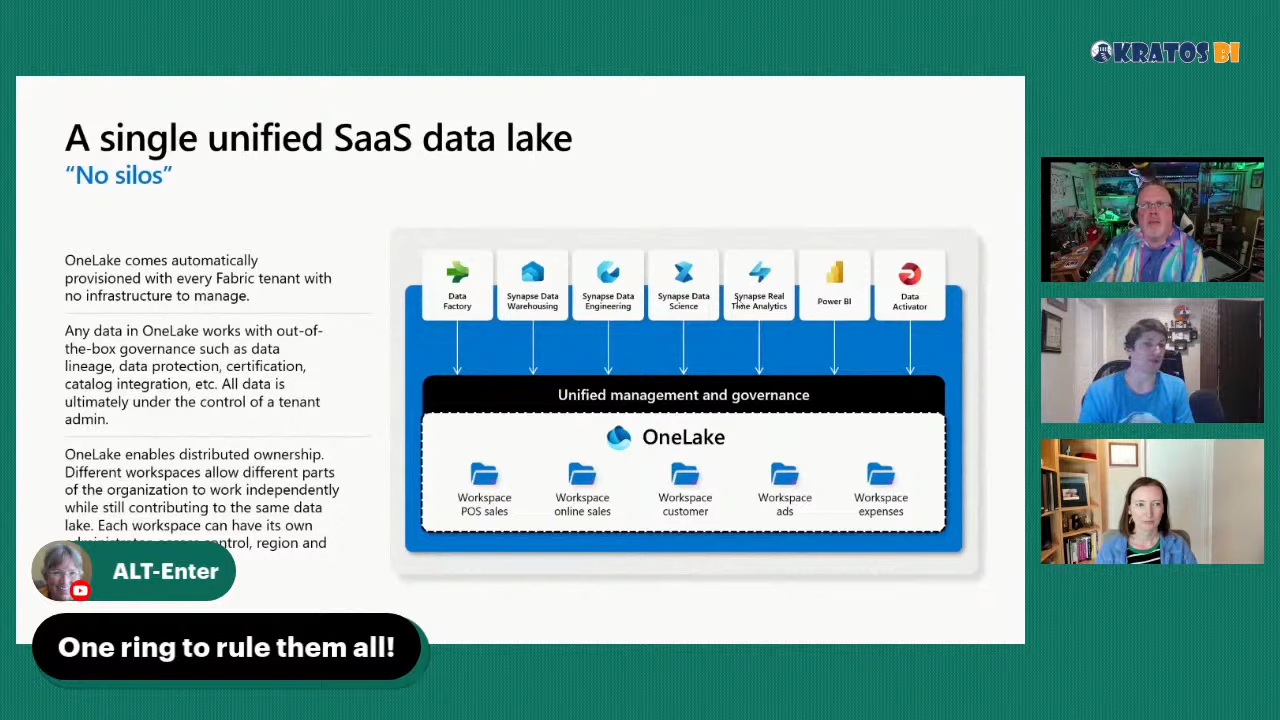 KRATOS BI
A single unified SaaS data lake
“No silos”
OneLake comes automatically
provisioned with every Fabric tenant with
no infrastructure to manage.
Any data in OneLake works with out-of-
the-box governance such as data
lineage, data protection, certification,
catalog integration, etc. All data is
ultimately under the control of a tenant
admin.
OneLake enables distributed ownership.
Different workspaces allow different parts
of the organization to work independently
while still contributing to the same data
lake. Each workspace can have its own
administrator, access control, region and
Data
Factory
Synapse Data
Warehousing
Synapse Data
Engineering
Synapse Data
Science
Synapse Real
Time Analytics
Power BI
Data
Activator
Unified management and governance
OneLake
Workspace
POS sales
Workspace
online sales
Workspace
customer
Workspace
ads
Workspace
expenses
ALT-Enter
One ring to rule them all!